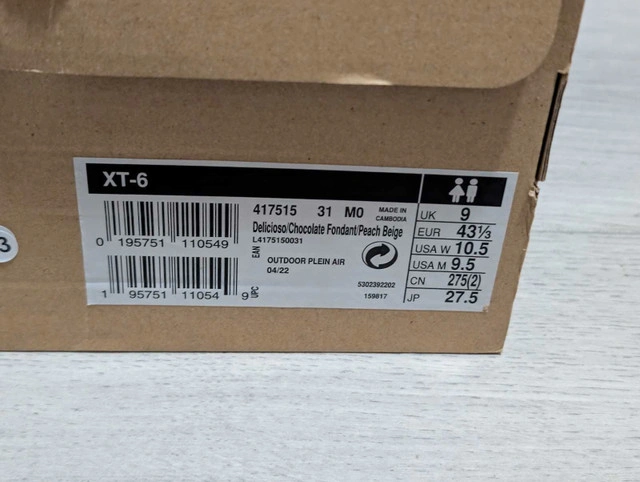 XT-6
417515 31 M0 MADE IN CAMBODIA
Delicioso/Chocolate Fondant/Peach Beige
L4175150031
0 195751 110549
EAN
OUTDOOR PLEIN AIR
04/22
5302392202
159817
1 95751 11054 9
UPC
UK 9
EUR 43⅓
USA W 10.5
USA M 9.5
CN 275(2)
JP 27.5
3